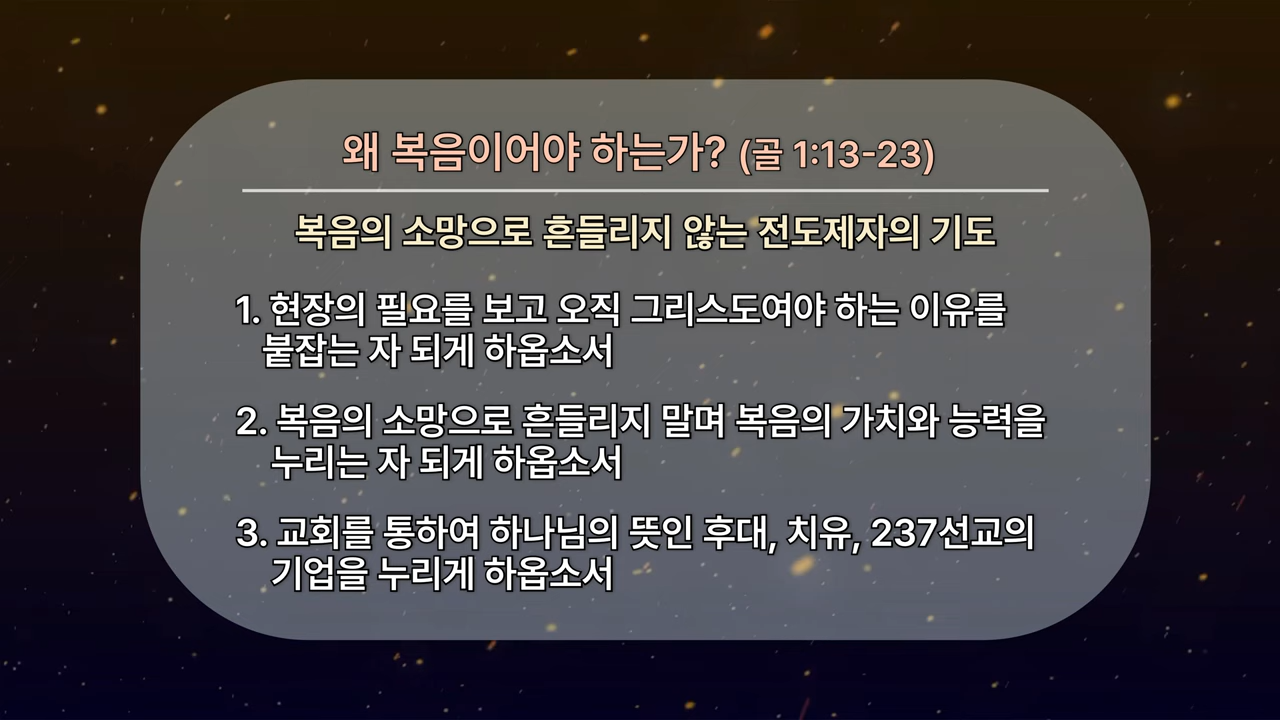 왜 복음이어야 하는가? (골 1:13-23)
복음의 소망으로 흔들리지 않는 전도제자의 기도
1. 현장의 필요를 보고 오직 그리스도여야 하는 이유를
붙잡는 자 되게 하옵소서
2. 복음의 소망으로 흔들리지 말며 복음의 가치와 능력을
누리는 자 되게 하옵소서
3. 교회를 통하여 하나님의 뜻인 후대, 치유, 237선교의
기업을 누리게 하옵소서